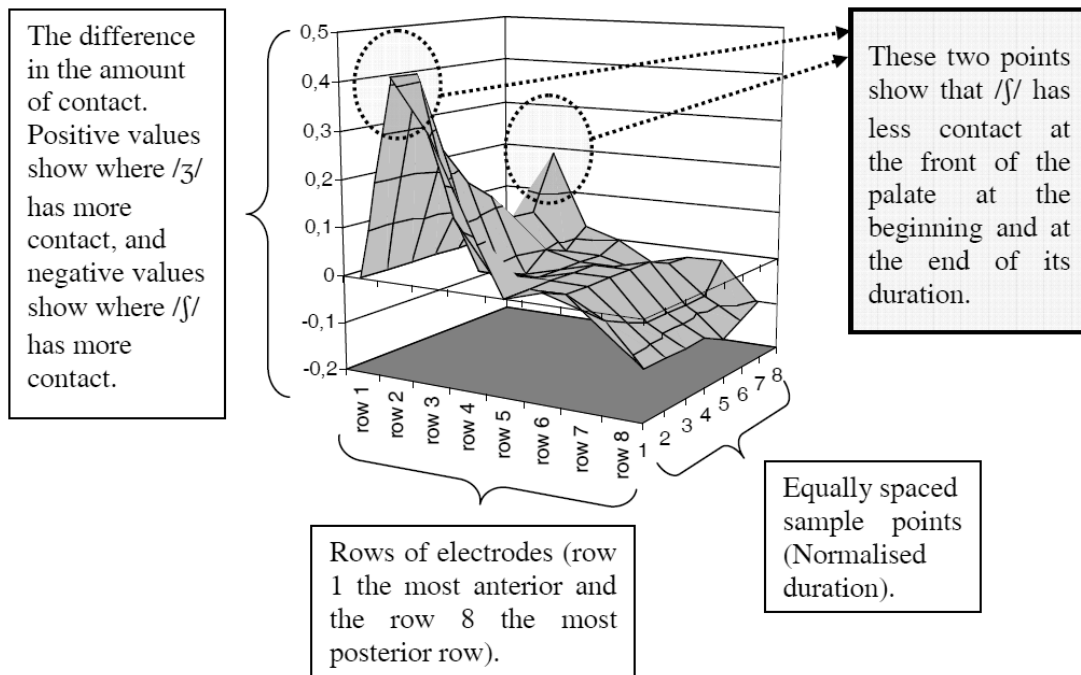 The difference
in the amount
of contact.
Positive values
show where /ʒ/
has more
contact, and
negative values
show where /ʃ/
has more
contact.
0,5
0,4
0,3
0,2
0,1
0
-0,1
-0,2
row 1
row 2
row 3
row 4
row 5
row 6
row 7
row 8
1
2
3
4
5
6
7
8
These two points
show that /ʃ/ has
less contact at
the front of the
palate at the
beginning and at
the end of its
duration.
Rows of electrodes (row
1 the most anterior and
the row 8 the most
posterior row).
Equally spaced
sample points
(Normalised
duration).